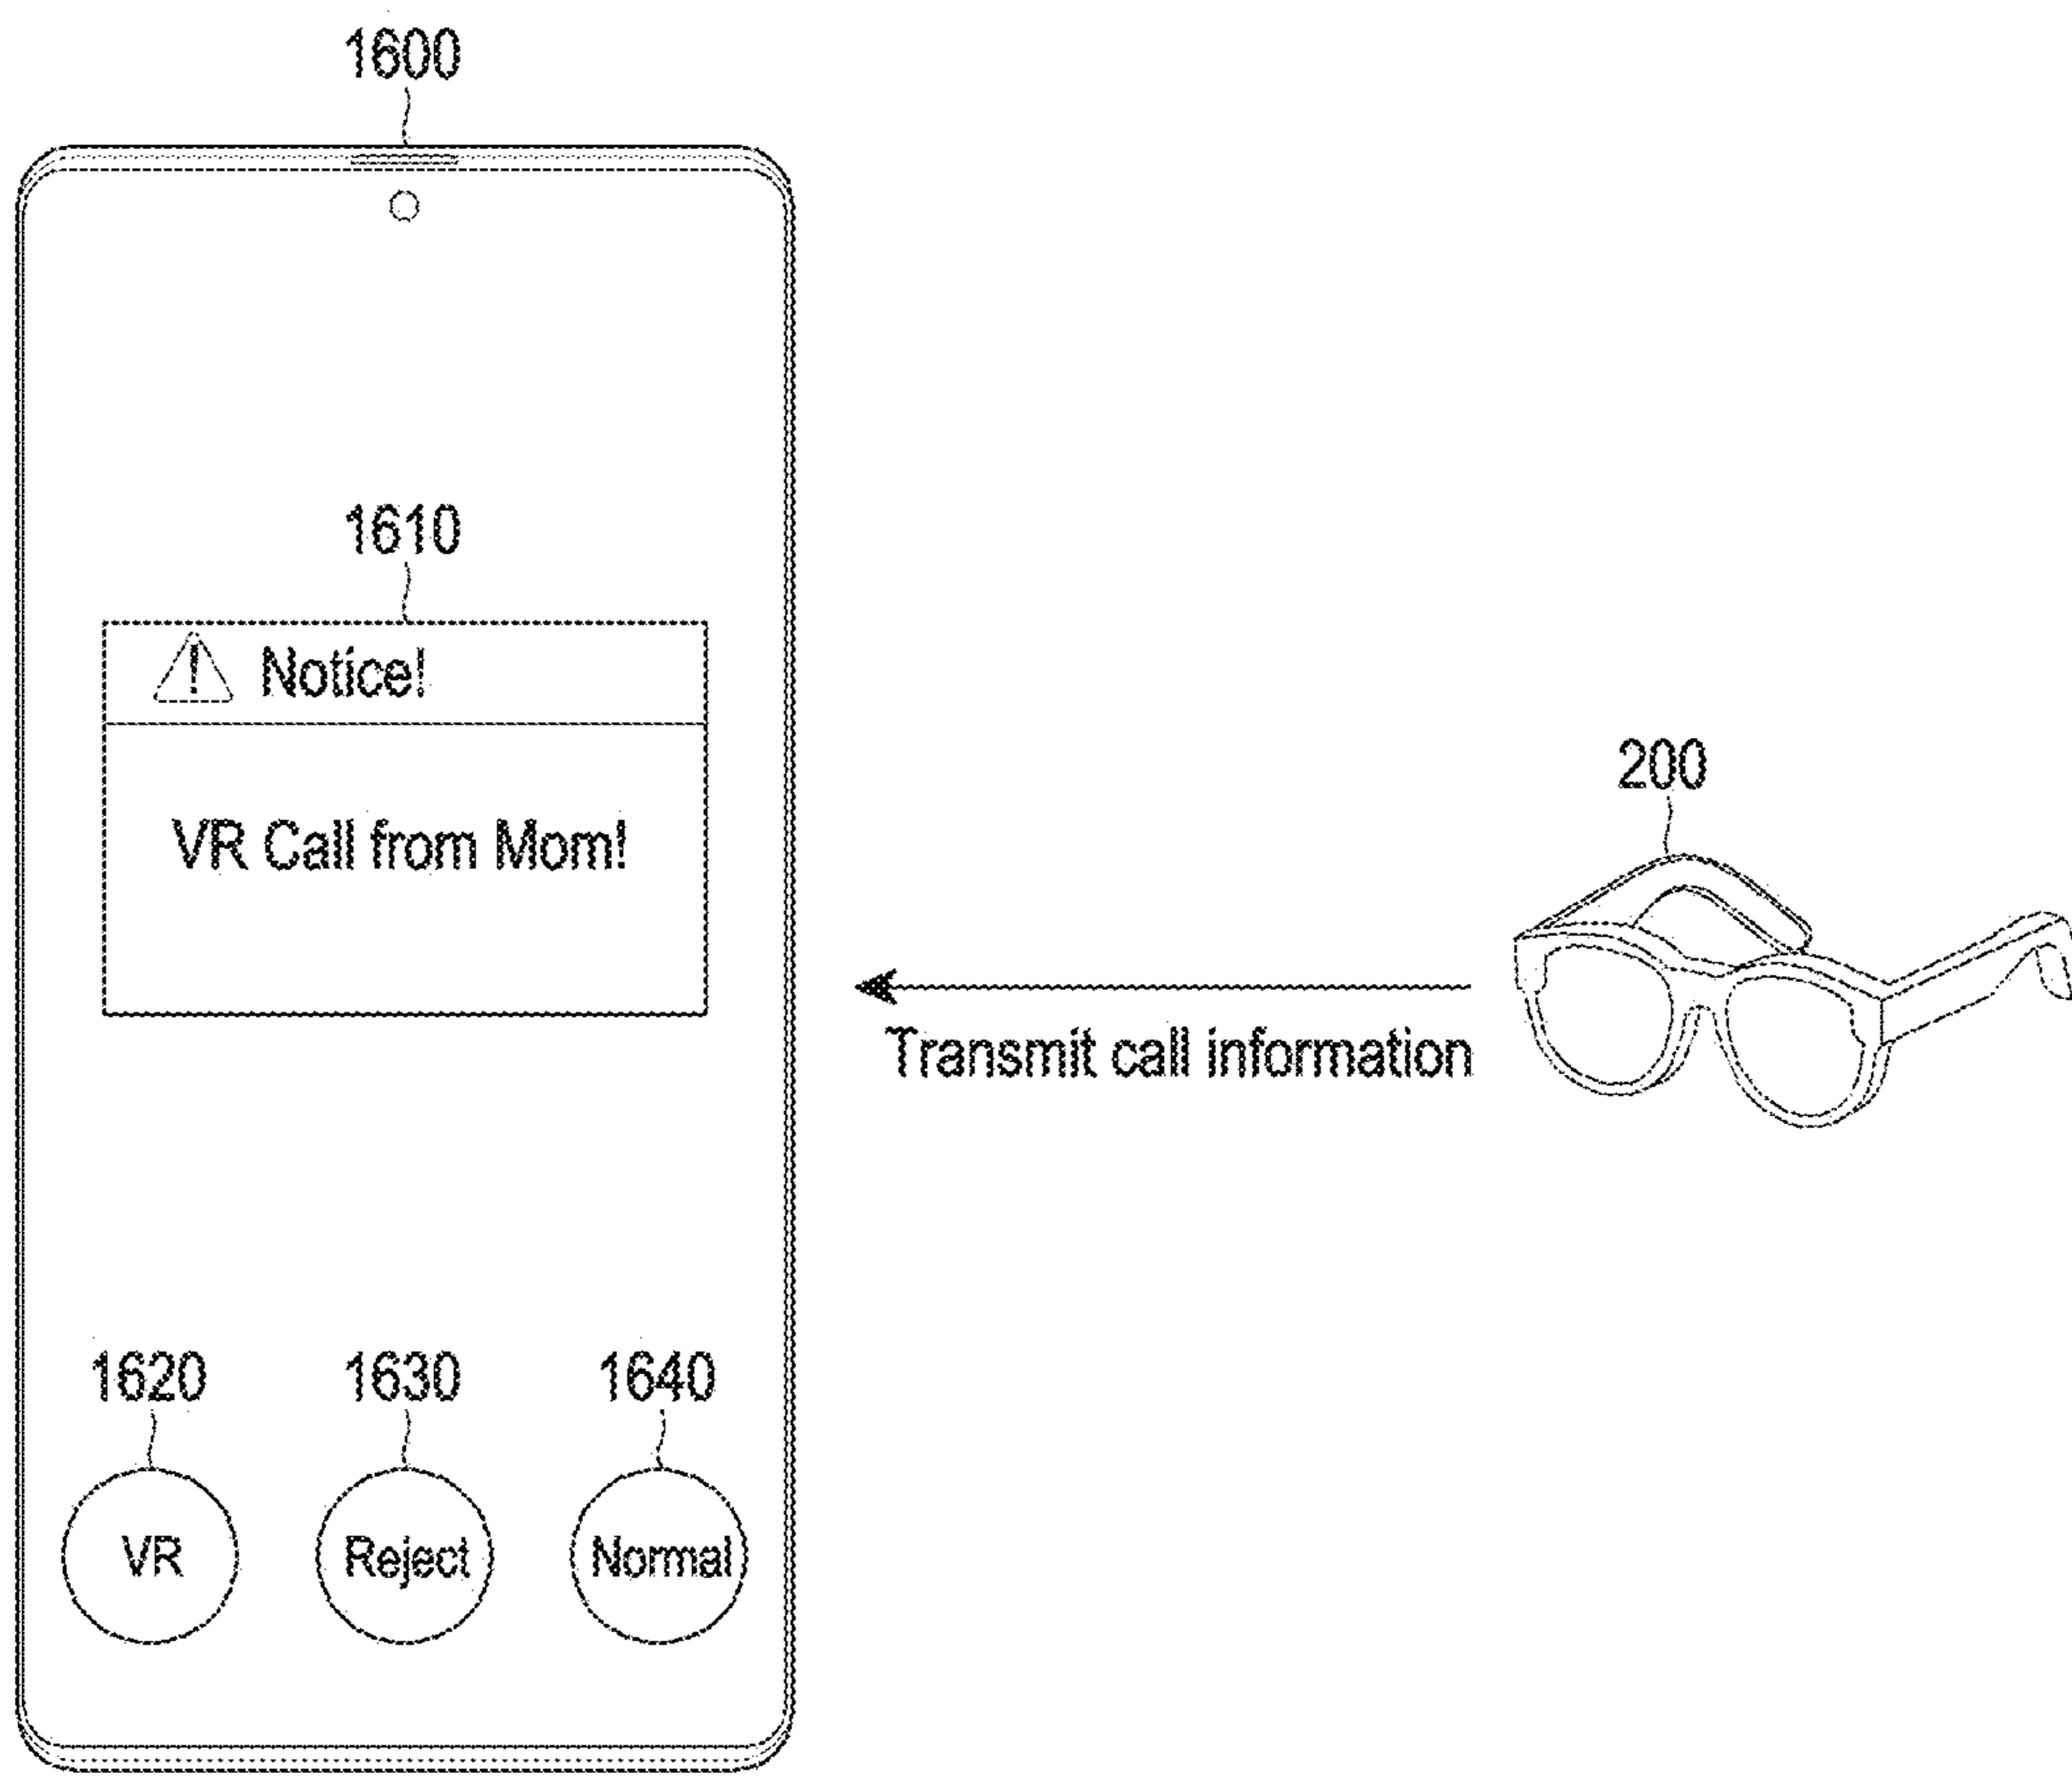 1600
1610
Notice!
VR Call from Mom!
200
Transmit call information
1620 1630 1640
VR Reject Normal